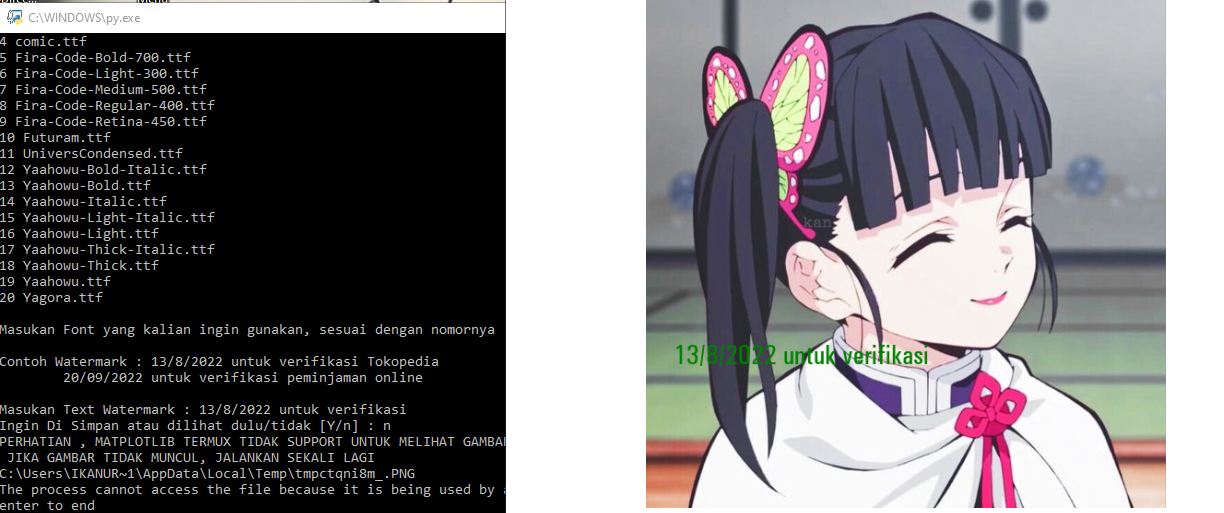 C:\WINDOWS\py.exe
4 comic.ttf
5 Fira-Code-Bold-700.ttf
6 Fira-Code-Light-300.ttf
7 Fira-Code-Medium-500.ttf
8 Fira-Code-Regular-400.ttf
9 Fira-Code-Retina-450.ttf
10 Futuram.ttf
11 UniversCondensed.ttf
12 Yaahowu-Bold-Italic.ttf
13 Yaahowu-Bold.ttf
14 Yaahowu-Italic.ttf
15 Yaahowu-Light-Italic.ttf
16 Yaahowu-Light.ttf
17 Yaahowu-Thick-Italic.ttf
18 Yaahowu-Thick.ttf
19 Yaahowu.ttf
20 Yagora.ttf
Masukan Font yang kalian ingin gunakan, sesuai dengan nomornya
Contoh Watermark : 13/8/2022 untuk verifikasi Tokopedia
20/09/2022 untuk verifikasi peminjaman online
Masukan Text Watermark : 13/8/2022 untuk verifikasi
Ingin Di Simpan atau dilihat dulu/tidak [Y/n] : n
PERHATIAN , MATPLOTLIB TERMUX TIDAK SUPPORT UNTUK MELIHAT GAMBA
JIKA GAMBAR TIDAK MUNCUL, JALANKAN SEKALI LAGI
C:\Users\IKANUR~1\AppData\Local\Temp\tmpctqni8m_.PNG
The process cannot access the file because it is being used by a
enter to end
kan
13/8/2022 untuk verifikasi